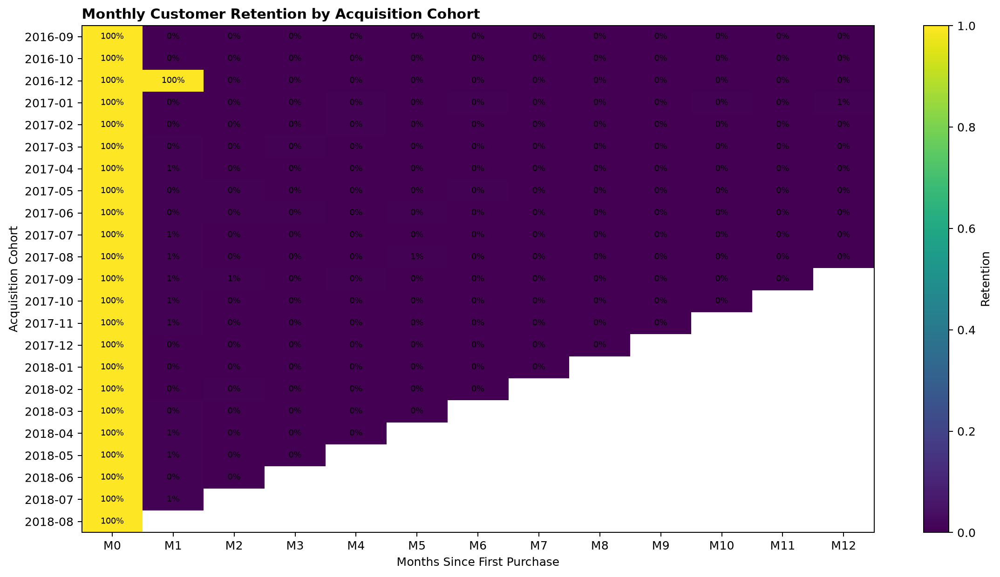 Monthly Customer Retention by Acquisition Cohort
2016-09 100% 0% 0% 0% 0% 0% 0% 0% 0% 0% 0% 0% 0%
2016-10 100% 0% 0% 0% 0% 0% 0% 0% 0% 0% 0% 0% 0%
2016-12 100% 100% 0% 0% 0% 0% 0% 0% 0% 0% 0% 0% 0%
2017-01 100% 0% 0% 0% 0% 0% 0% 0% 0% 0% 0% 0% 1%
2017-02 100% 0% 0% 0% 0% 0% 0% 0% 0% 0% 0% 0% 0%
2017-03 100% 0% 0% 0% 0% 0% 0% 0% 0% 0% 0% 0% 0%
2017-04 100% 1% 0% 0% 0% 0% 0% 0% 0% 0% 0% 0% 0%
2017-05 100% 0% 0% 0% 0% 0% 0% 0% 0% 0% 0% 0% 0%
2017-06 100% 0% 0% 0% 0% 0% 0% 0% 0% 0% 0% 0% 0%
2017-07 100% 1% 0% 0% 0% 0% 0% 0% 0% 0% 0% 0% 0%
2017-08 100% 1% 0% 0% 0% 1% 0% 0% 0% 0% 0% 0% 0%
2017-09 100% 1% 1% 0% 0% 0% 0% 0% 0% 0% 0% 0%
2017-10 100% 1% 0% 0% 0% 0% 0% 0% 0% 0% 0%
2017-11 100% 1% 0% 0% 0% 0% 0% 0% 0% 0%
2017-12 100% 0% 0% 0% 0% 0% 0% 0% 0%
2018-01 100% 0% 0% 0% 0% 0% 0% 0%
2018-02 100% 0% 0% 0% 0% 0% 0%
2018-03 100% 0% 0% 0% 0% 0%
2018-04 100% 1% 0% 0% 0%
2018-05 100% 1% 0% 0%
2018-06 100% 0% 0%
2018-07 100% 1%
2018-08 100%
M0 M1 M2 M3 M4 M5 M6 M7 M8 M9 M10 M11 M12
Months Since First Purchase
Acquisition Cohort
1.0
0.8
0.6
0.4
0.2
0.0
Retention